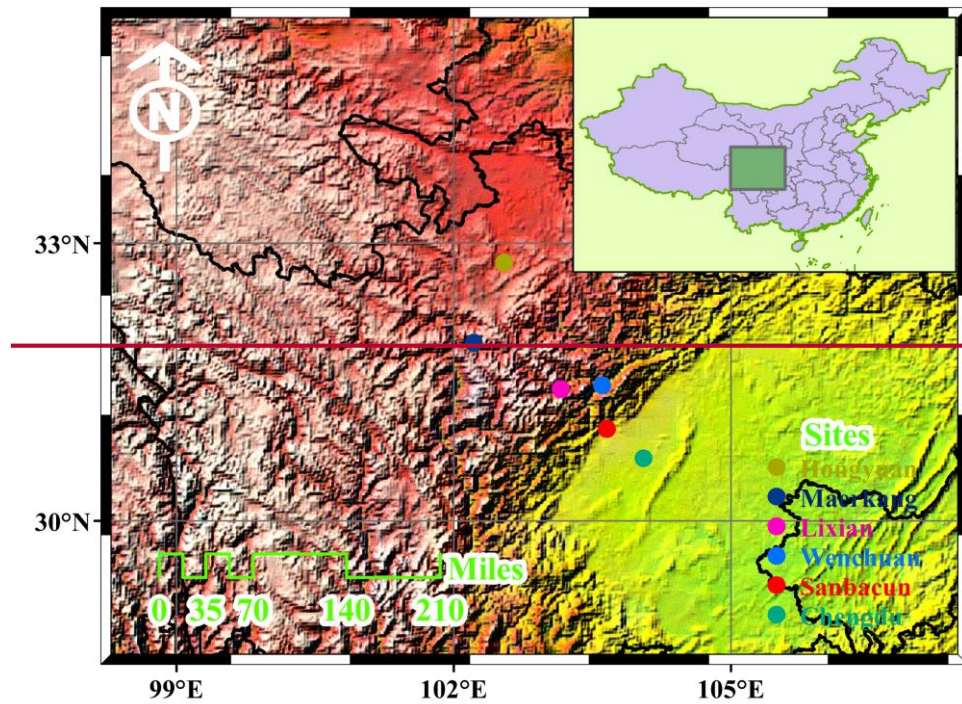 N
33°N
30°N
Sites
Hongyuan
Maerkang
Lixian
Wenchuan
Sanbacun
Chengdu
Miles
0 35 70 140 210
99°E 102°E 105°E